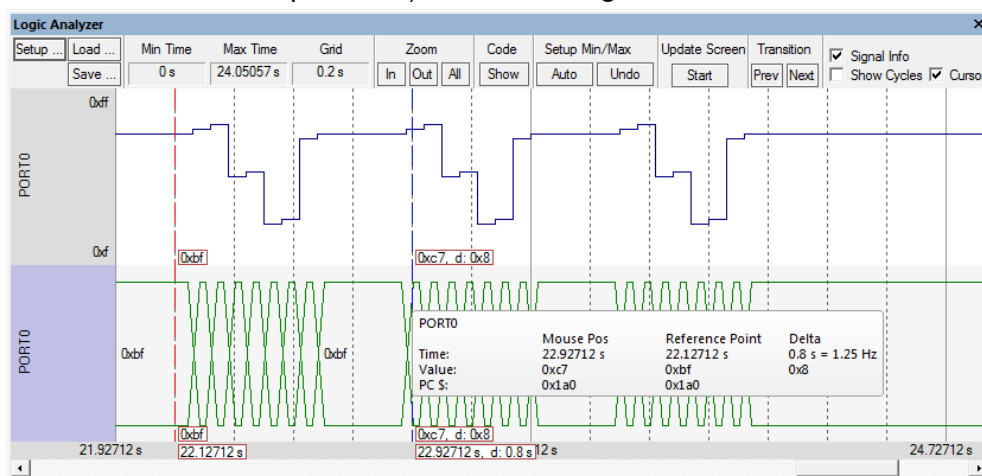 Logic Analyzer ×
Setup ... Load ... Min Time Max Time Grid Zoom Code Setup Min/Max Update Screen Transition Signal Info
Save ... 0 s 24.05057 s 0.2 s In Out All Show Auto Undo Start Prev Next Show Cycles Curso
0xff
PORT0
0xf
0xbf 0xc7, d: 0x8
PORT0
PORT0
Mouse Pos Reference Point Delta
0xbf 0xbf Time: 22.92712 s 22.12712 s 0.8 s = 1.25 Hz
Value: 0xc7 0xbf 0x8
PC $: 0x1a0 0x1a0
0xbf 0xc7, d: 0x8
21.92712 s 22.12712 s 22.92712 s, d: 0.8 s 12 s 24.72712 s